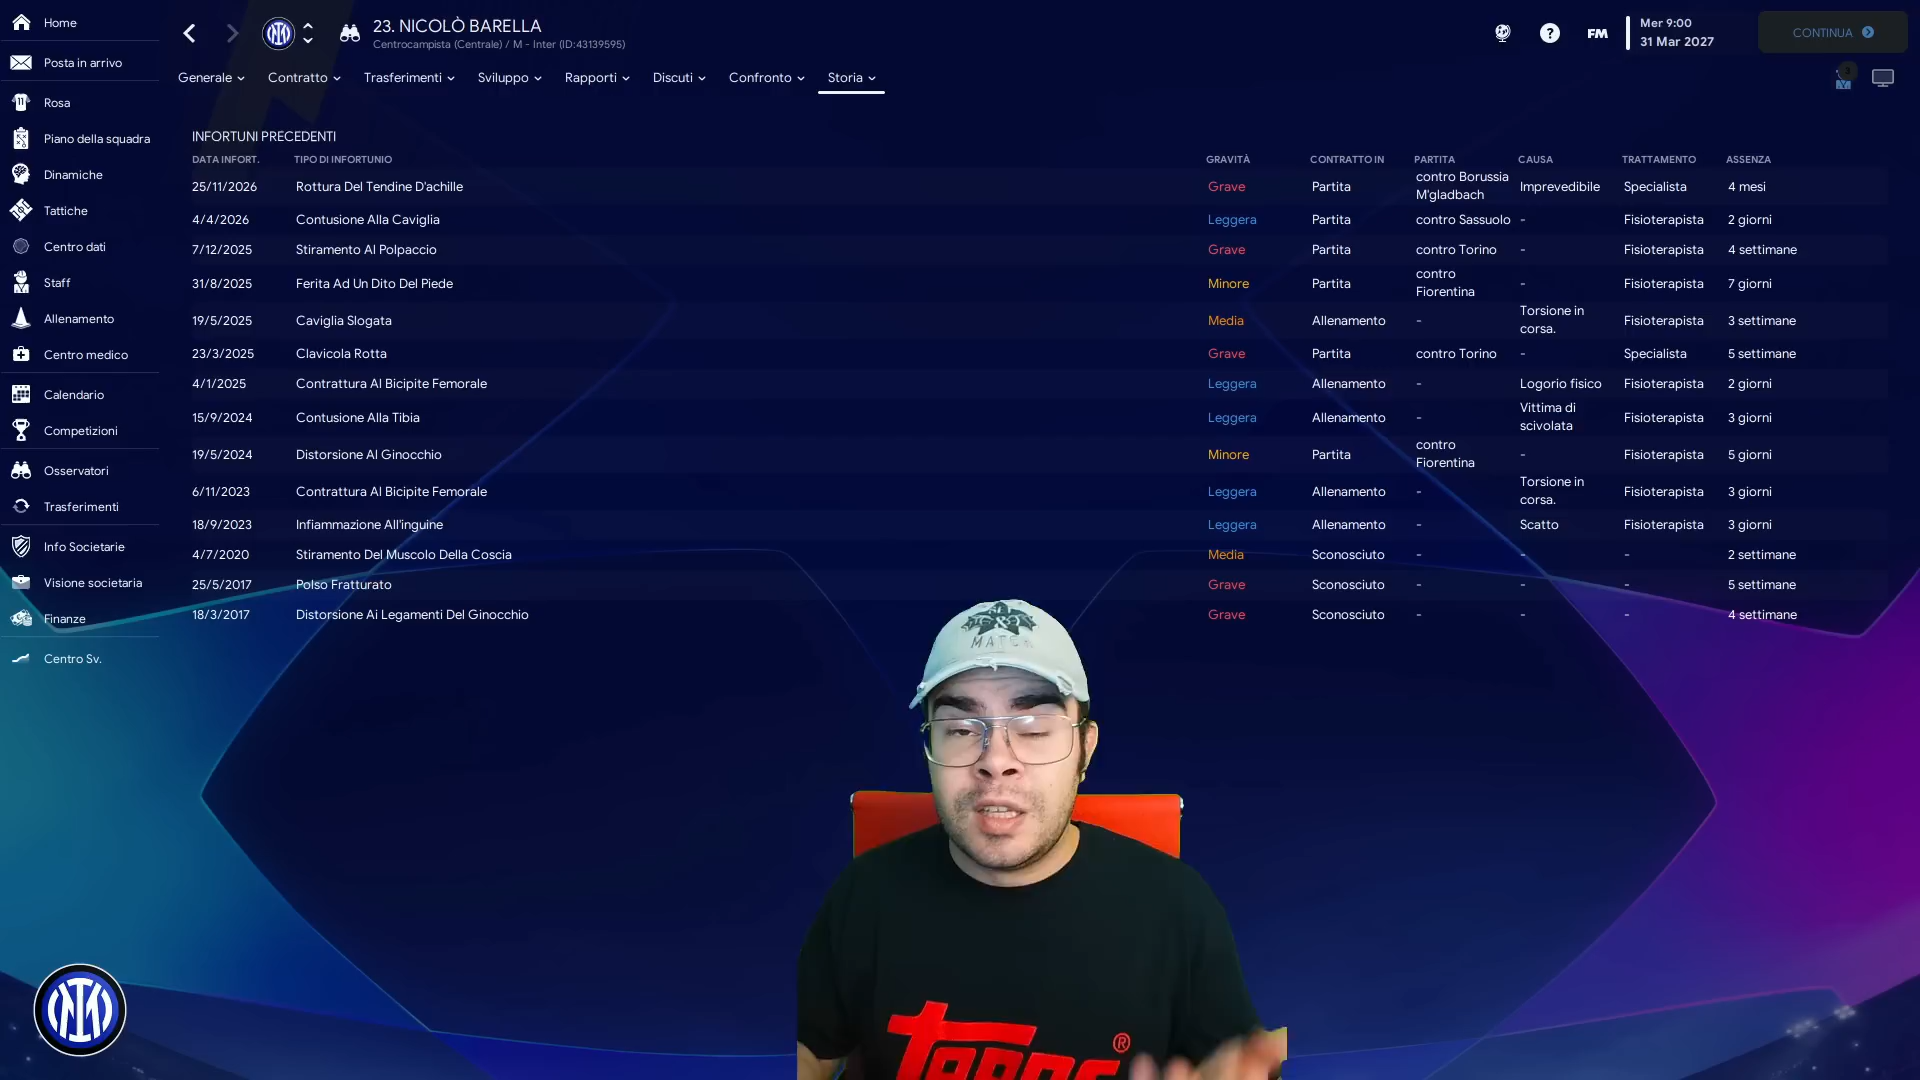 Home
Posta in arrivo
Rosa
Piano della squadra
Dinamiche
Tattiche
Centro dati
Staff
Allenamento
Centro medico
Calendario
Competizioni
Osservatori
Trasferimenti
Info Societarie
Visione societaria
Finanze
Centro Sv.
23. NICOLÒ BARELLA
Centrocampista (Centrale) / M - Inter (ID:43139595)
?
FM
Mer 9:00
31 Mar 2027
CONTINUA
Generale Contratto Trasferimenti Sviluppo Rapporti Discuti Confronto Storia
INFORTUNI PRECEDENTI
DATA INFORT. TIPO DI INFORTUNIO GRAVITÀ CONTRATTO IN PARTITA CAUSA TRATTAMENTO ASSENZA
25/11/2026 Rottura Del Tendine D'achille Grave Partita contro Borussia M'gladbach Imprevedibile Specialista 4 mesi
4/4/2026 Contusione Alla Caviglia Leggera Partita contro Sassuolo - Fisioterapista 2 giorni
7/12/2025 Stiramento Al Polpaccio Grave Partita contro Torino - Fisioterapista 4 settimane
31/8/2025 Ferita Ad Un Dito Del Piede Minore Partita contro Fiorentina - Fisioterapista 7 giorni
19/5/2025 Caviglia Slogata Media Allenamento - Torsione in corsa. Fisioterapista 3 settimane
23/3/2025 Clavicola Rotta Grave Partita contro Torino - Specialista 5 settimane
4/1/2025 Contrattura Al Bicipite Femorale Leggera Allenamento - Logorio fisico Fisioterapista 2 giorni
15/9/2024 Contusione Alla Tibia Leggera Allenamento - Vittima di scivolata Fisioterapista 3 giorni
19/5/2024 Distorsione Al Ginocchio Minore Partita contro Fiorentina - Fisioterapista 5 giorni
6/11/2023 Contrattura Al Bicipite Femorale Leggera Allenamento - Torsione in corsa. Fisioterapista 3 giorni
18/9/2023 Infiammazione All'inguine Leggera Allenamento - Scatto Fisioterapista 3 giorni
4/7/2020 Stiramento Del Muscolo Della Coscia Media Sconosciuto - - - 2 settimane
25/5/2017 Polso Fratturato Grave Sconosciuto - - - 5 settimane
18/3/2017 Distorsione Ai Legamenti Del Ginocchio Grave Sconosciuto - - - 4 settimane